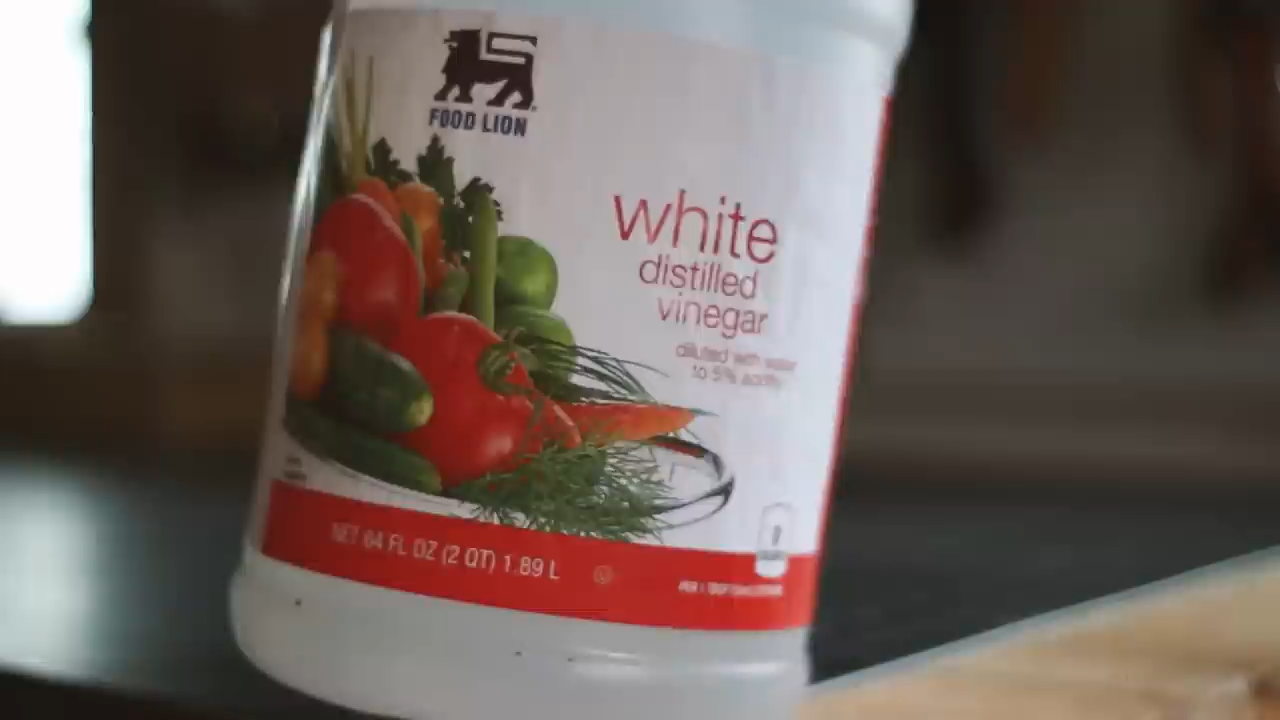 FOOD LION
white
distilled
vinegar
diluted with water
to 5% acidity
NET 64 FL OZ (2 QT) 1.89 L